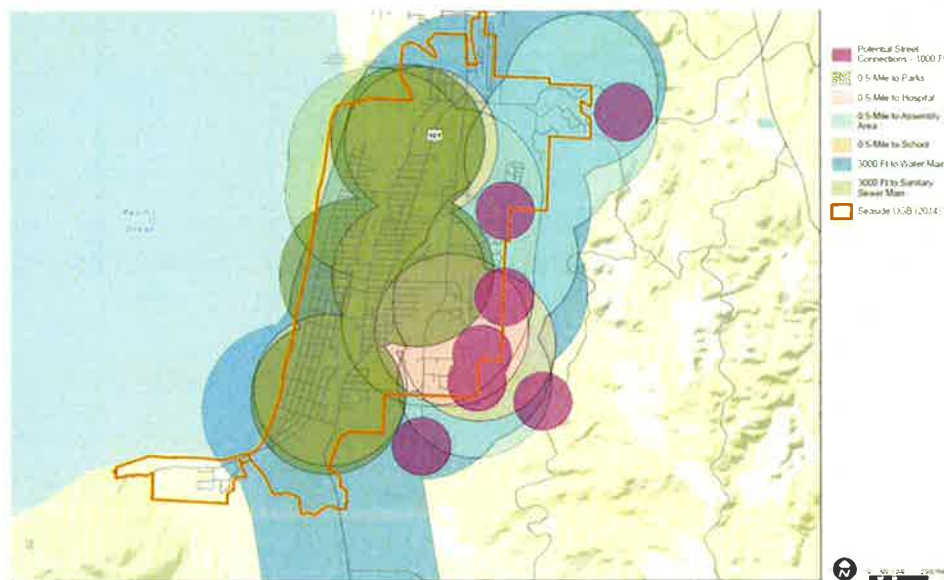 101
Pacific
Ocean
Potential Street
Connections - 1000 Ft
0.5-Mile to Parks
0.5-Mile to Hospital
0.5-Mile to Assembly
Area
0.5-Mile to School
3000 Ft to Water Main
3000 Ft to Sanitary
Sewer Main
Seaside UGB (2014)
N